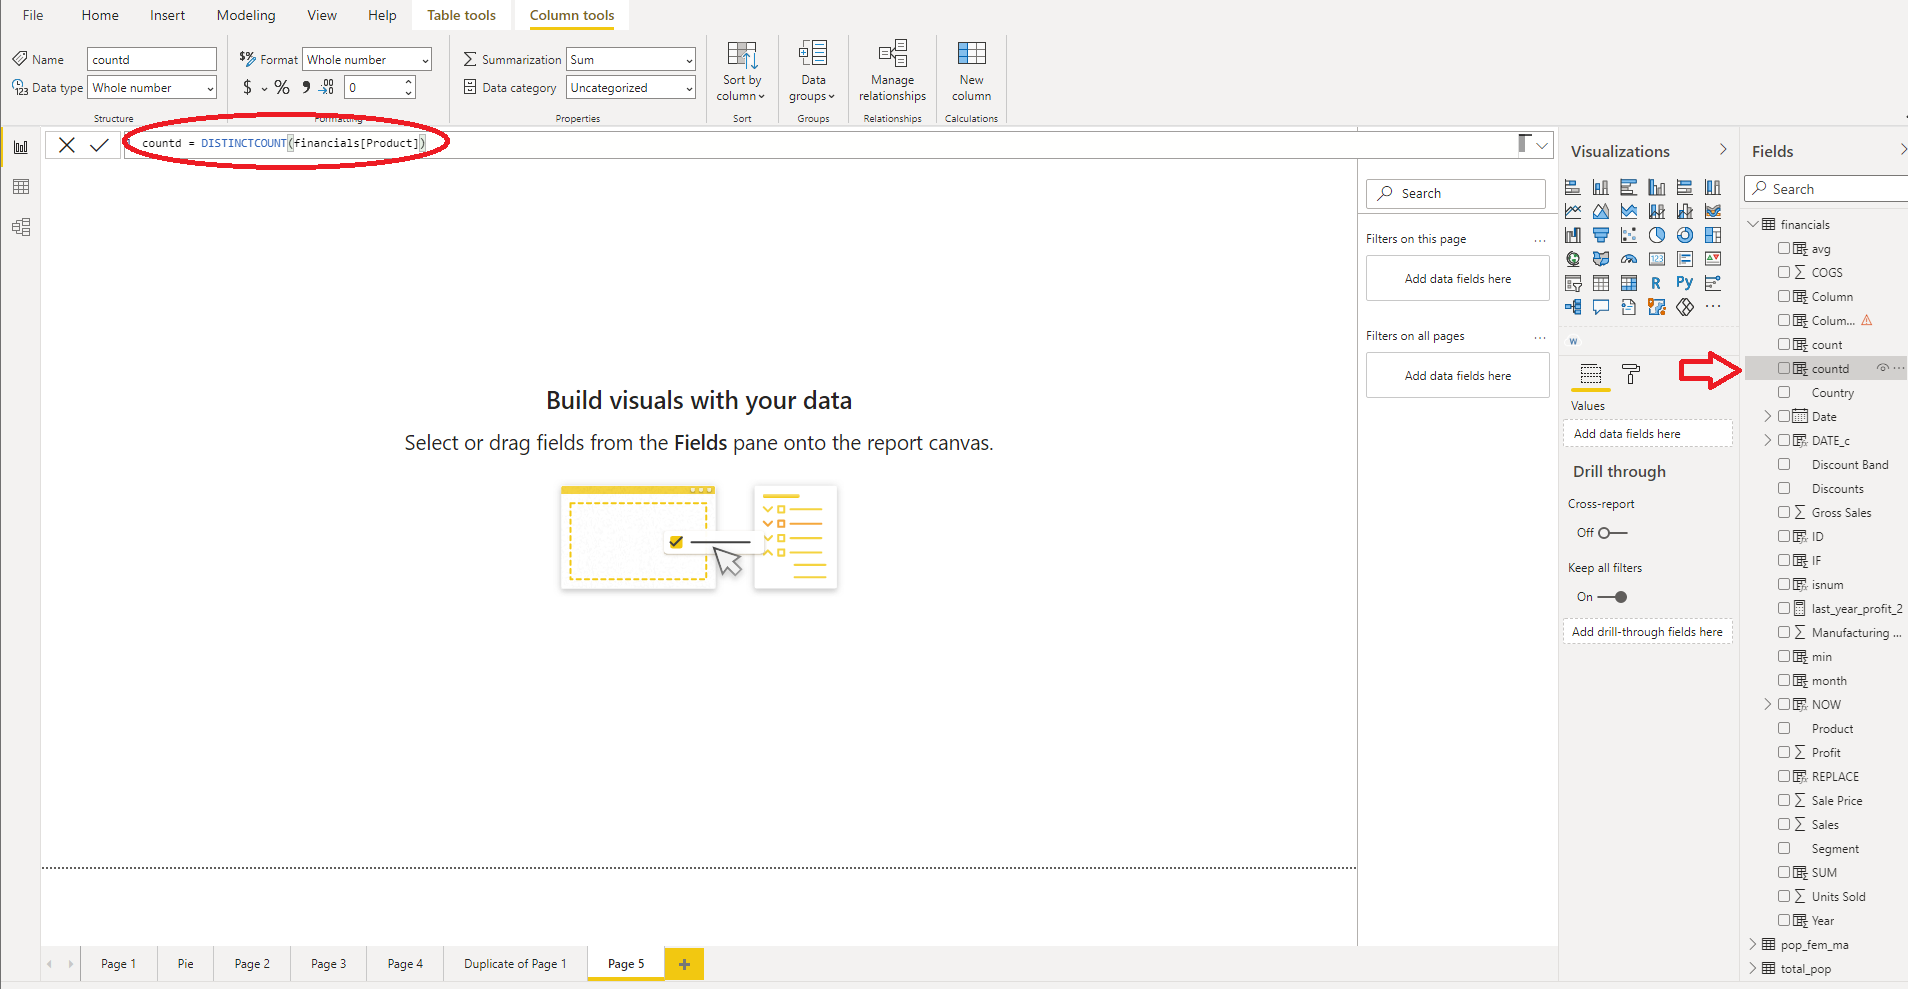 File Home Insert Modeling View Help Table tools Column tools
Name countd
Data type Whole number
Structure
$% Format Whole number
$ % 9 .00 0
Formatting
Summarization Sum
Data category Uncategorized
Properties
Sort by
column
Sort
Data
groups
Groups
Manage
relationships
Relationships
New
column
Calculations
1 countd = DISTINCTCOUNT(financials[Product])
Build visuals with your data
Select or drag fields from the Fields pane onto the report canvas.
Search
Filters on this page ...
Add data fields here
Filters on all pages ...
Add data fields here
Visualizations
123
R Py
...
W
Values
Add data fields here
Drill through
Cross-report
Off
Keep all filters
On
Add drill-through fields here
Fields
Search
financials
avg
COGS
Column
Colum...
count
countd ...
Country
Date
DATE_c
Discount Band
Discounts
Gross Sales
ID
IF
isnum
last_year_profit_2
Manufacturing ...
min
month
NOW
Product
Profit
REPLACE
Sale Price
Sales
Segment
SUM
Units Sold
Year
pop_fem_ma
total_pop
Page 1 Pie Page 2 Page 3 Page 4 Duplicate of Page 1 Page 5 +